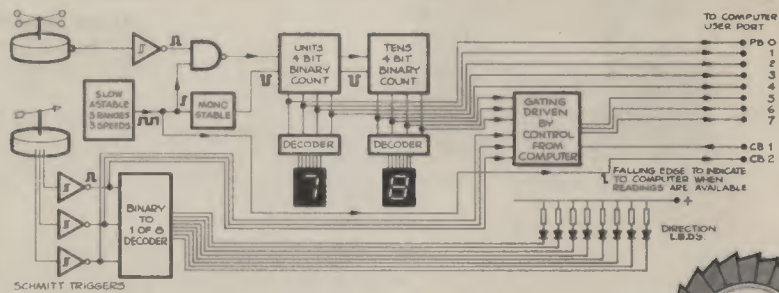 TO COMPUTER
USER PORT
PB 0
1
2
3
4
5
6
7
CB 1
CB 2
UNITS
4 BIT
BINARY
COUNT
TENS
4 BIT
BINARY
COUNT
SLOW
ASTABLE
3 RANGES
3 SPEEDS
MONO
STABLE
DECODER
DECODER
7
8
GATING
DRIVEN
BY
CONTROL
FROM
COMPUTER
FALLING EDGE TO INDICATE
TO COMPUTER WHEN
READINGS ARE AVAILABLE
BINARY
TO
1 OF 8
DECODER
+
DIRECTION
L.E.D'S.
SCHMITT TRIGGERS